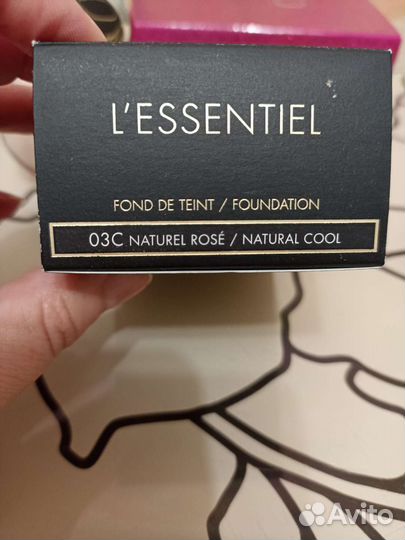 L'ESSENTIEL
FOND DE TEINT / FOUNDATION
03C NATUREL ROSÉ / NATURAL COOL
Avito